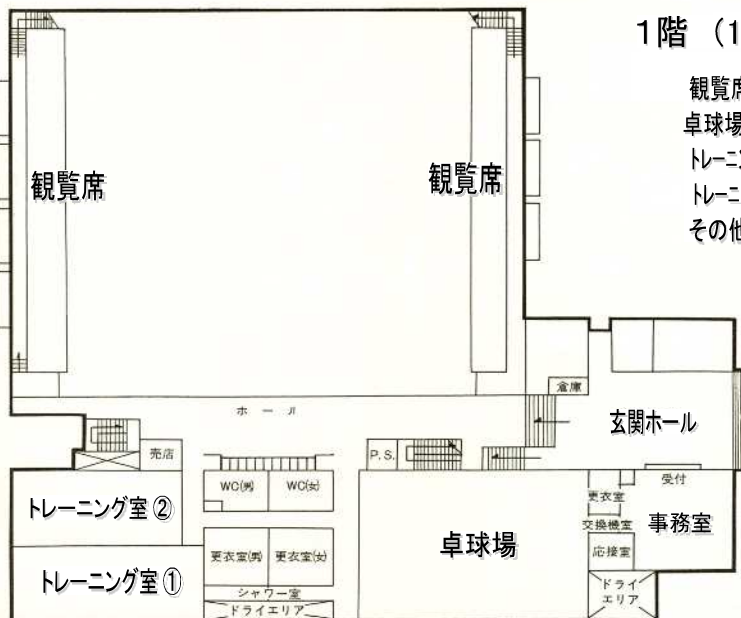 1階 (1
観覧席
卓球場
トレーニン
トレーニ
その他
観覧席
観覧席
倉庫
ホール
玄関ホール
売店
P.S.
受付
WC(男)
WC(女)
更衣室
トレーニング室②
交換機室
事務室
卓球場
更衣室(男)
更衣室(女)
応接室
トレーニング室①
シャワー室
ドライエリア
ドライ
エリア